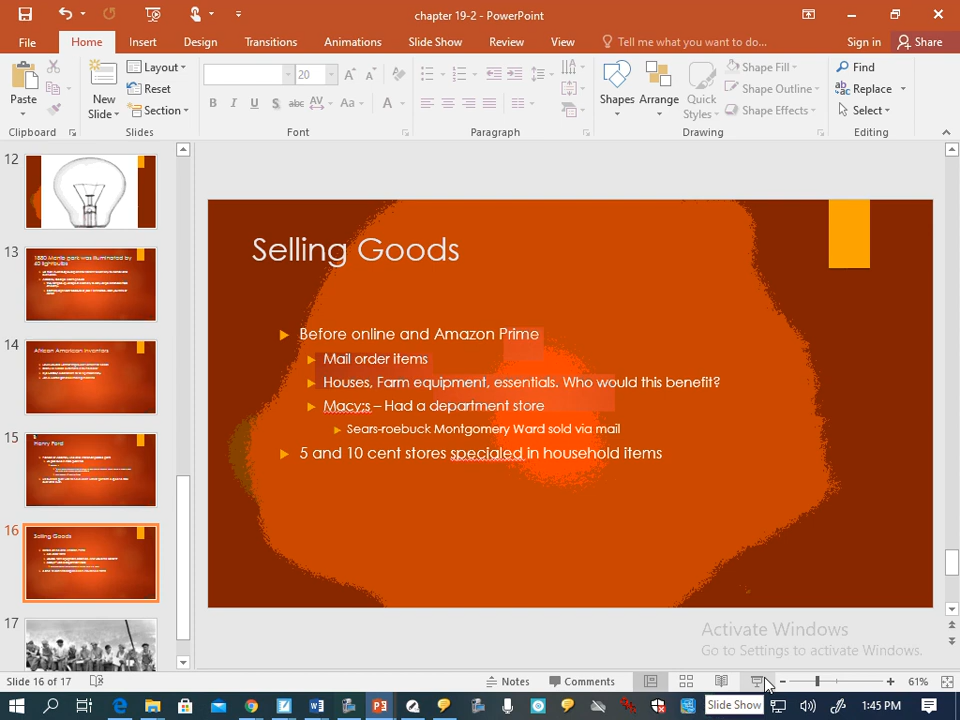 chapter 19-2 - PowerPoint
File Home Insert Design Transitions Animations Slide Show Review View Tell me what you want to do... Sign in Share
Paste
New Slide
Layout
Reset
Section
20
B I U S abc AV Aa A
Shapes
Arrange
Quick Styles
Shape Fill
Shape Outline
Shape Effects
Find
Replace
Select
Clipboard Slides Font Paragraph Drawing Editing
12
13
14
African American Inventors
15
Henry Ford
16
Selling Goods
17
Selling Goods
Before online and Amazon Prime
Mail order items
Houses, Farm equipment, essentials. Who would this benefit?
Macy;s – Had a department store
Sears-roebuck Montgomery Ward sold via mail
5 and 10 cent stores specialed in household items
Activate Windows
Go to Settings to activate Windows.
Slide 16 of 17 Notes Comments 61%
Slide Show
1:45 PM